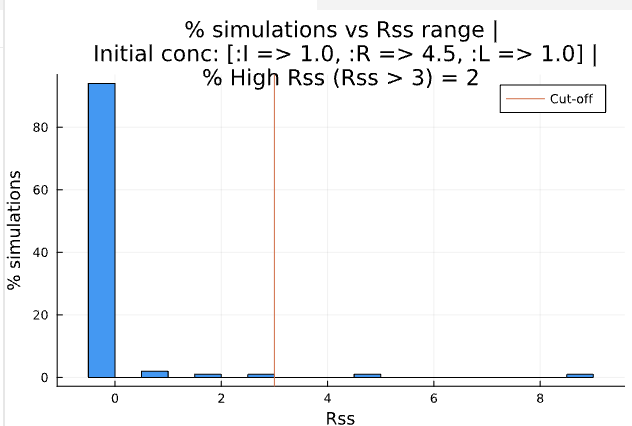 % simulations vs Rss range |
Initial conc: [:I => 1.0, :R => 4.5, :L => 1.0] |
% High Rss (Rss > 3) = 2
Cut-off
% simulations
80
60
40
20
0
0 2 4 6 8
Rss